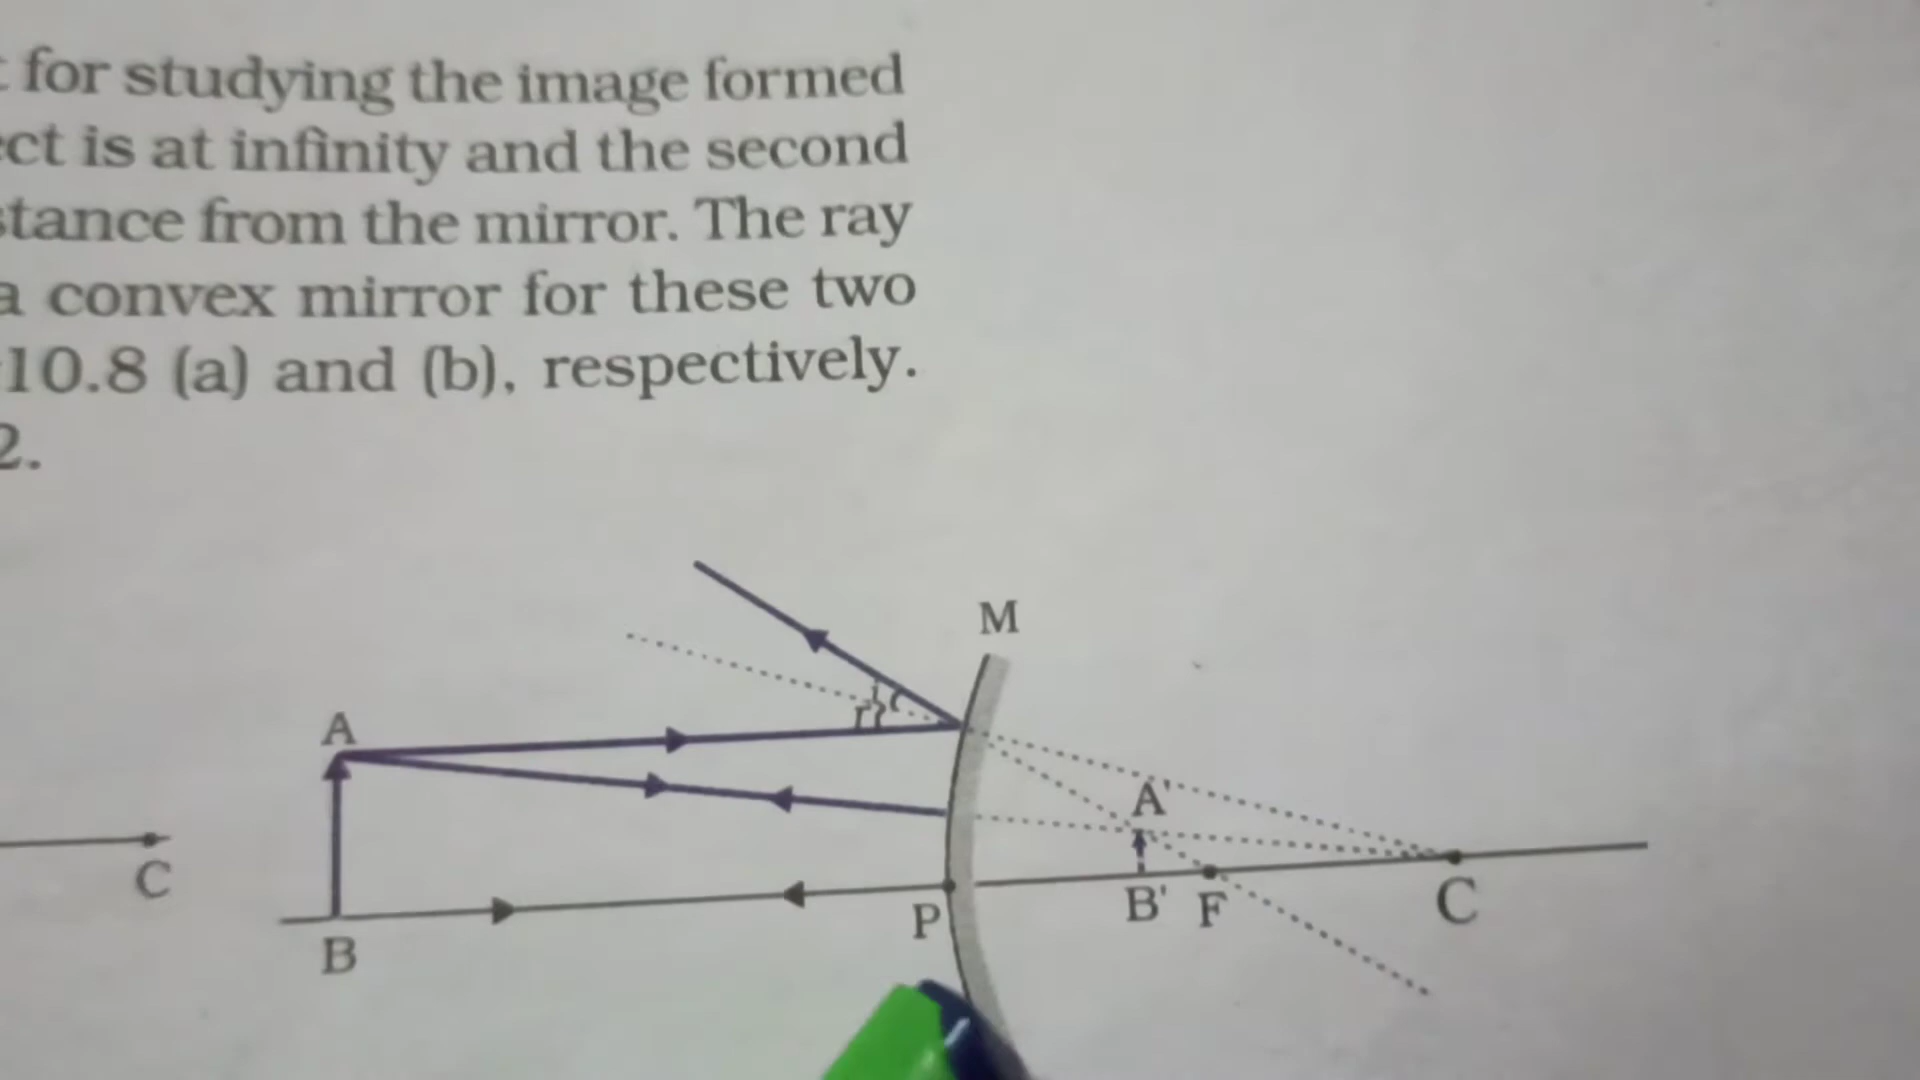 for studying the image formed
ct is at infinity and the second
stance from the mirror. The ray
a convex mirror for these two
10.8 (a) and (b), respectively.
2.
M
A
A'
C
B
P
B'
F
C